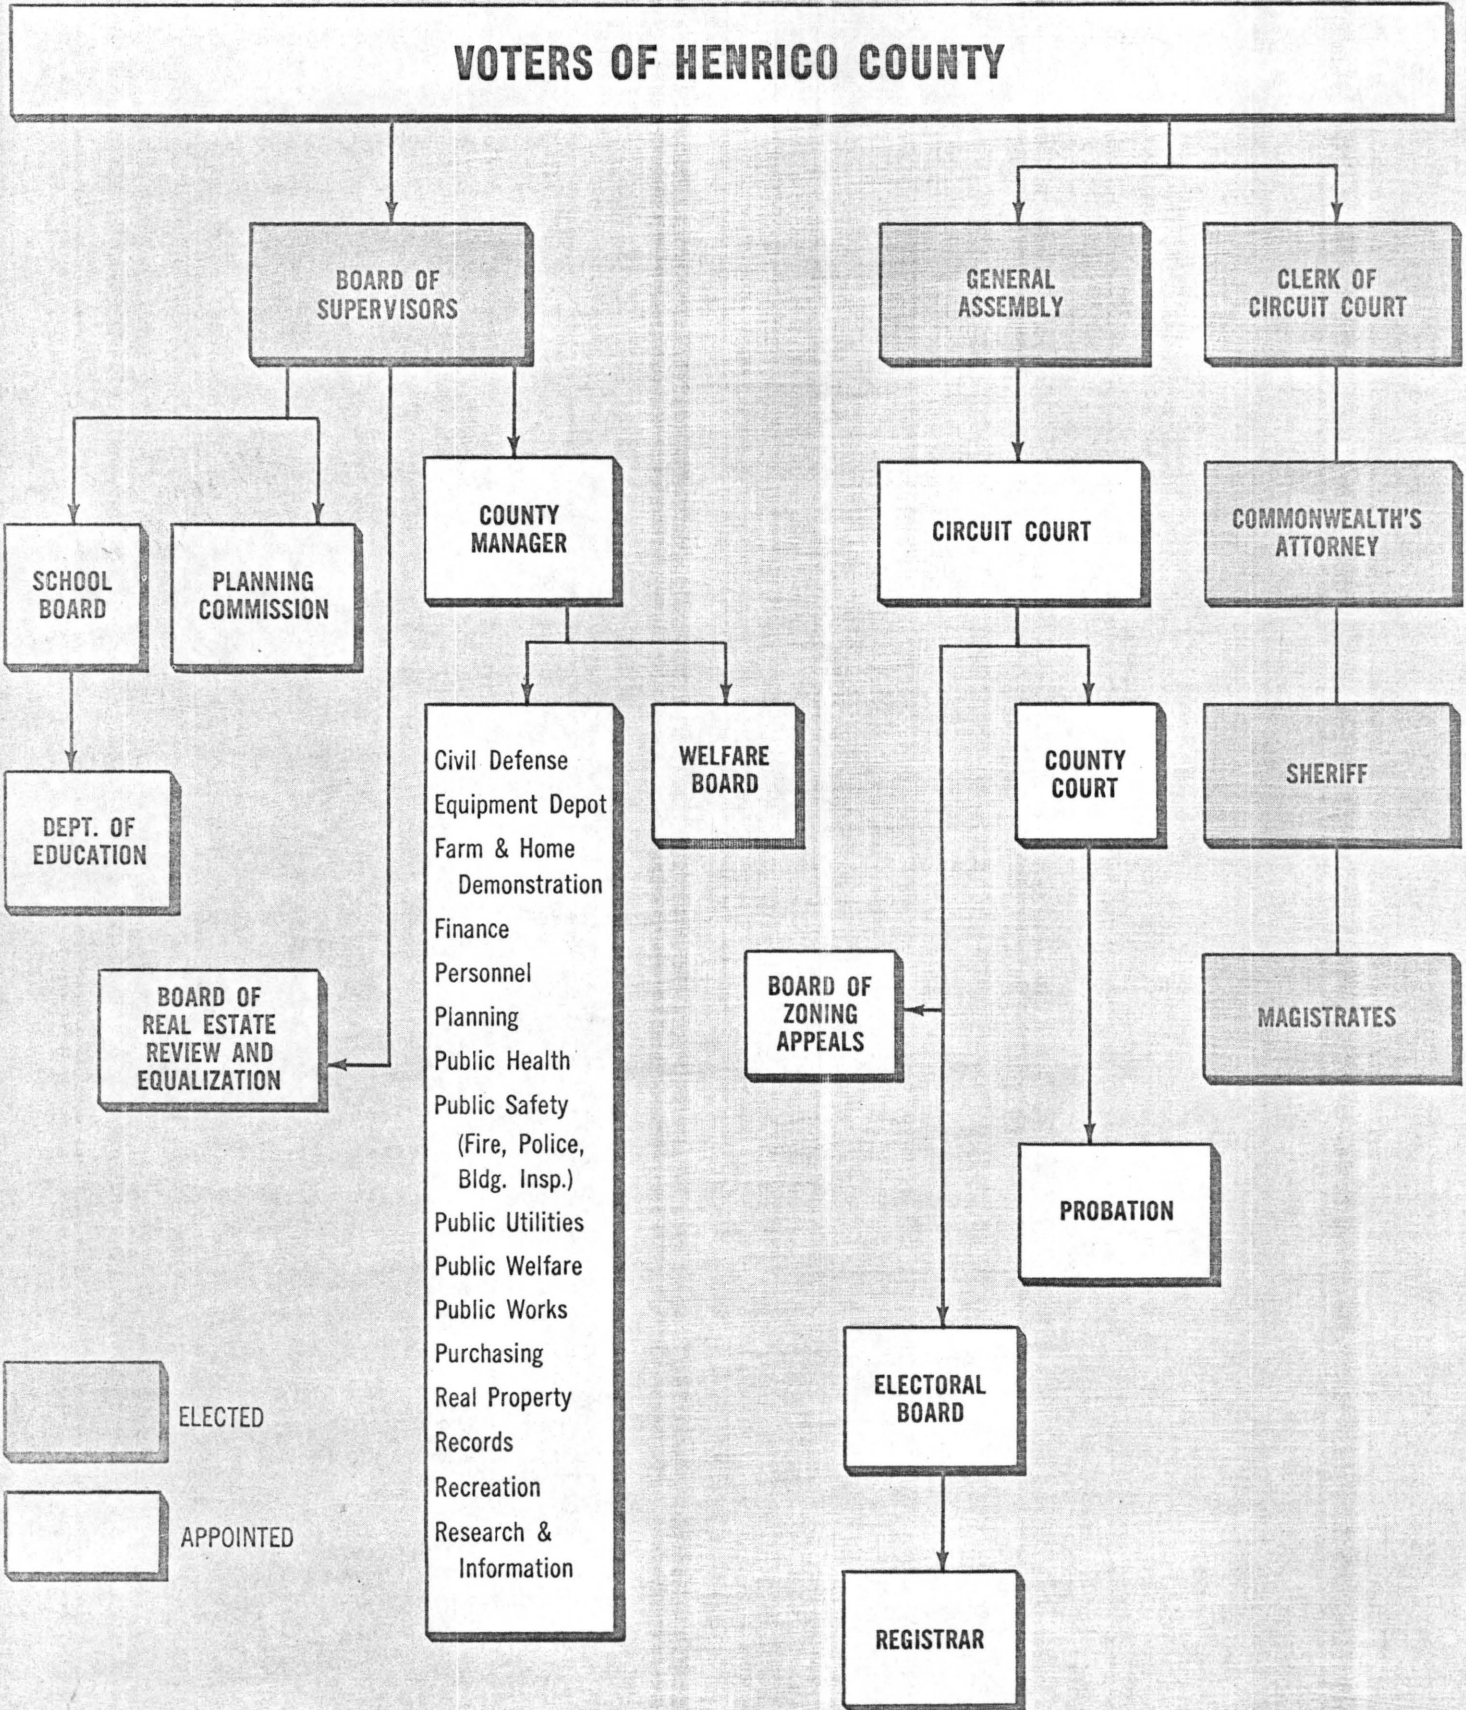 VOTERS OF HENRICO COUNTY
BOARD OF
SUPERVISORS
GENERAL
ASSEMBLY
CLERK OF
CIRCUIT COURT
SCHOOL
BOARD
PLANNING
COMMISSION
COUNTY
MANAGER
CIRCUIT COURT
COMMONWEALTH'S
ATTORNEY
DEPT. OF
EDUCATION
BOARD OF
REAL ESTATE
REVIEW AND
EQUALIZATION
Civil Defense
Equipment Depot
Farm & Home
Demonstration
Finance
Personnel
Planning
Public Health
Public Safety
(Fire, Police,
Bldg. Insp.)
Public Utilities
Public Welfare
Public Works
Purchasing
Real Property
Records
Recreation
Research &
Information
WELFARE
BOARD
COUNTY
COURT
SHERIFF
BOARD OF
ZONING
APPEALS
MAGISTRATES
PROBATION
ELECTORAL
BOARD
REGISTRAR
ELECTED
APPOINTED